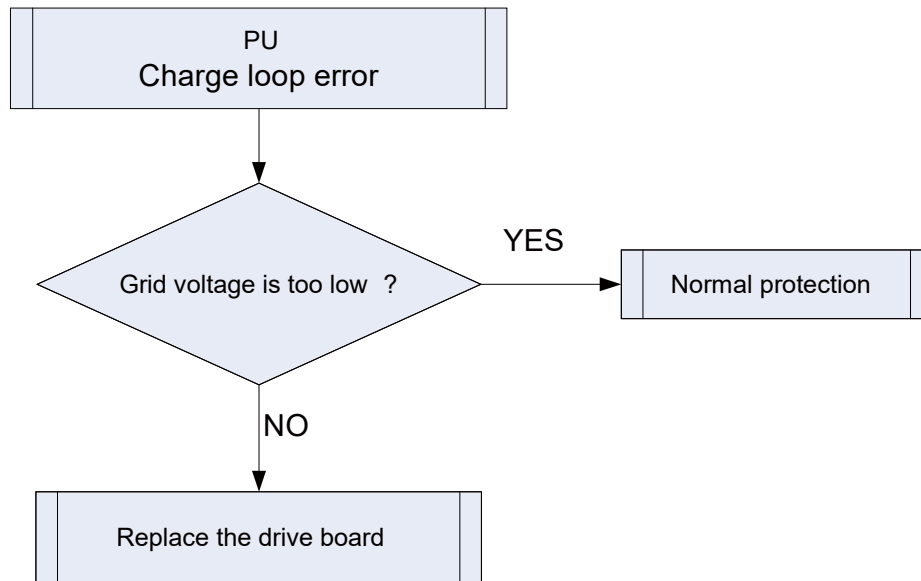 PU
Charge loop error
Grid voltage is too low ?
YES
Normal protection
NO
Replace the drive board